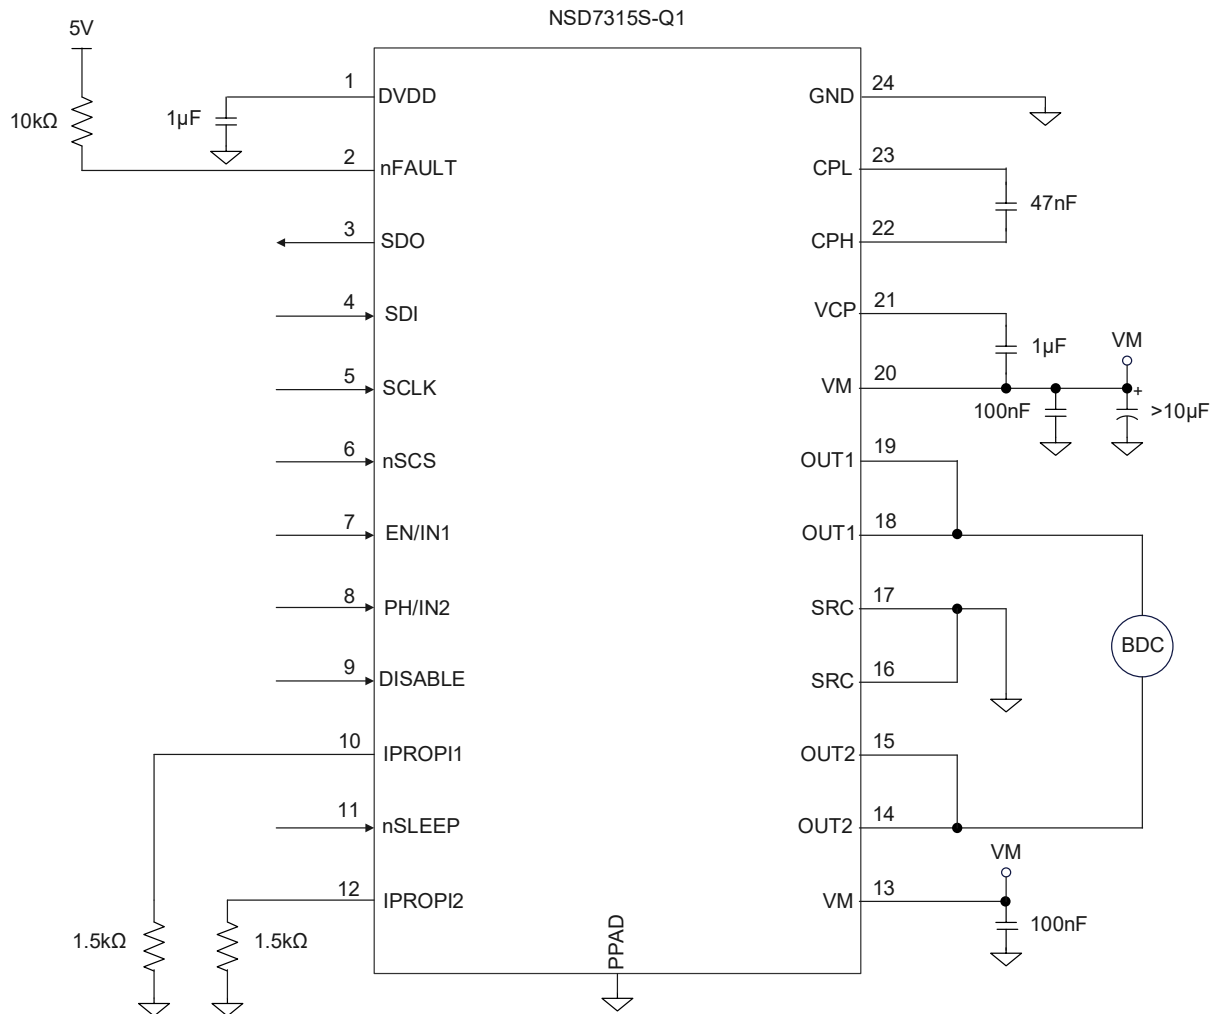 NSD7315S-Q1
5V
10kΩ
1µF
1
DVDD
2
nFAULT
3
SDO
4
SDI
5
SCLK
6
nSCS
7
EN/IN1
8
PH/IN2
9
DISABLE
10
IPROPI1
11
nSLEEP
12
IPROPI2
1.5kΩ
1.5kΩ
PPAD
GND
24
CPL
23
47nF
CPH
22
VCP
21
1µF
VM
VM
20
100nF
+
>10µF
OUT1
19
OUT1
18
SRC
17
BDC
SRC
16
OUT2
15
OUT2
14
VM
VM
13
100nF